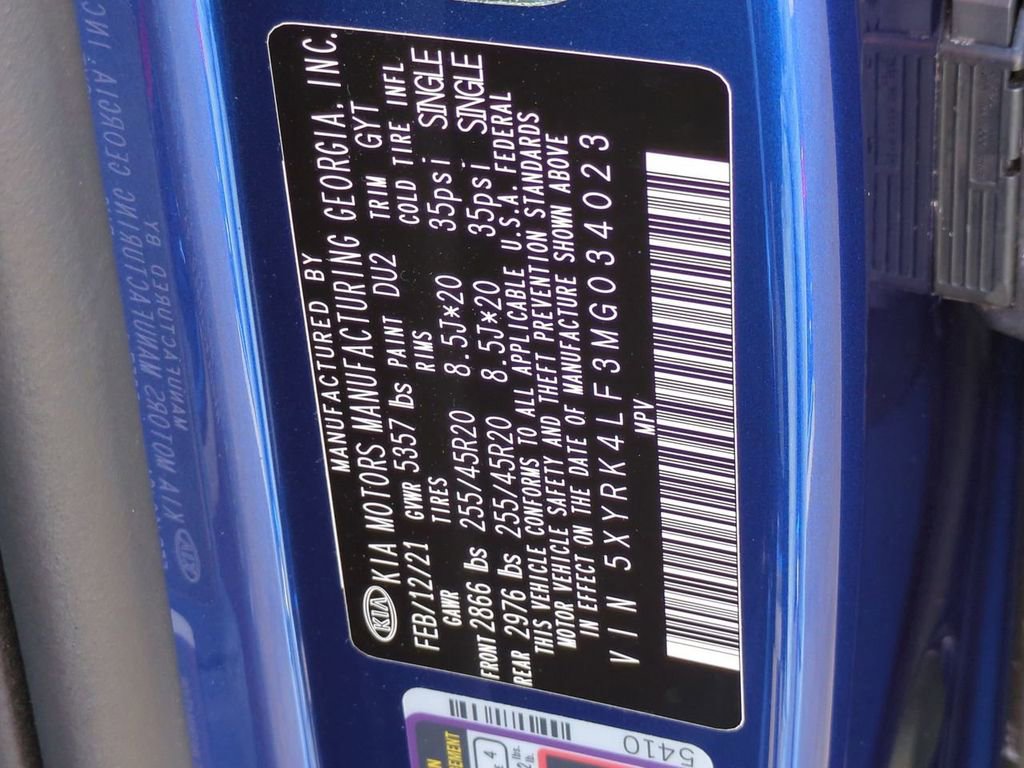 MANUFACTURED BY
KIA KIA MOTORS MANUFACTURING GEORGIA, INC.
FEB/12/21 GVWR 5357 lbs PAINT DU2 TRIM GYT
GAWR TIRES RIMS COLD TIRE INFL
FRONT 2866 lbs 255/45R20 8.5J*20 35psi SINGLE
REAR 2976 lbs 255/45R20 8.5J*20 35psi SINGLE
THIS VEHICLE CONFORMS TO ALL APPLICABLE U.S.A. FEDERAL
MOTOR VEHICLE SAFETY AND THEFT PREVENTION STANDARDS
IN EFFECT ON THE DATE OF MANUFACTURE SHOWN ABOVE
VIN 5XYRK4LF3MG034023
MPV
5410
4